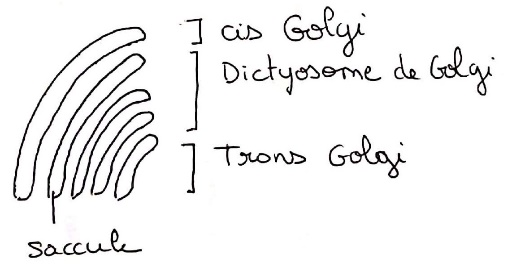 cis Golgi
Dictyosome de Golgi
Trans Golgi
saccule